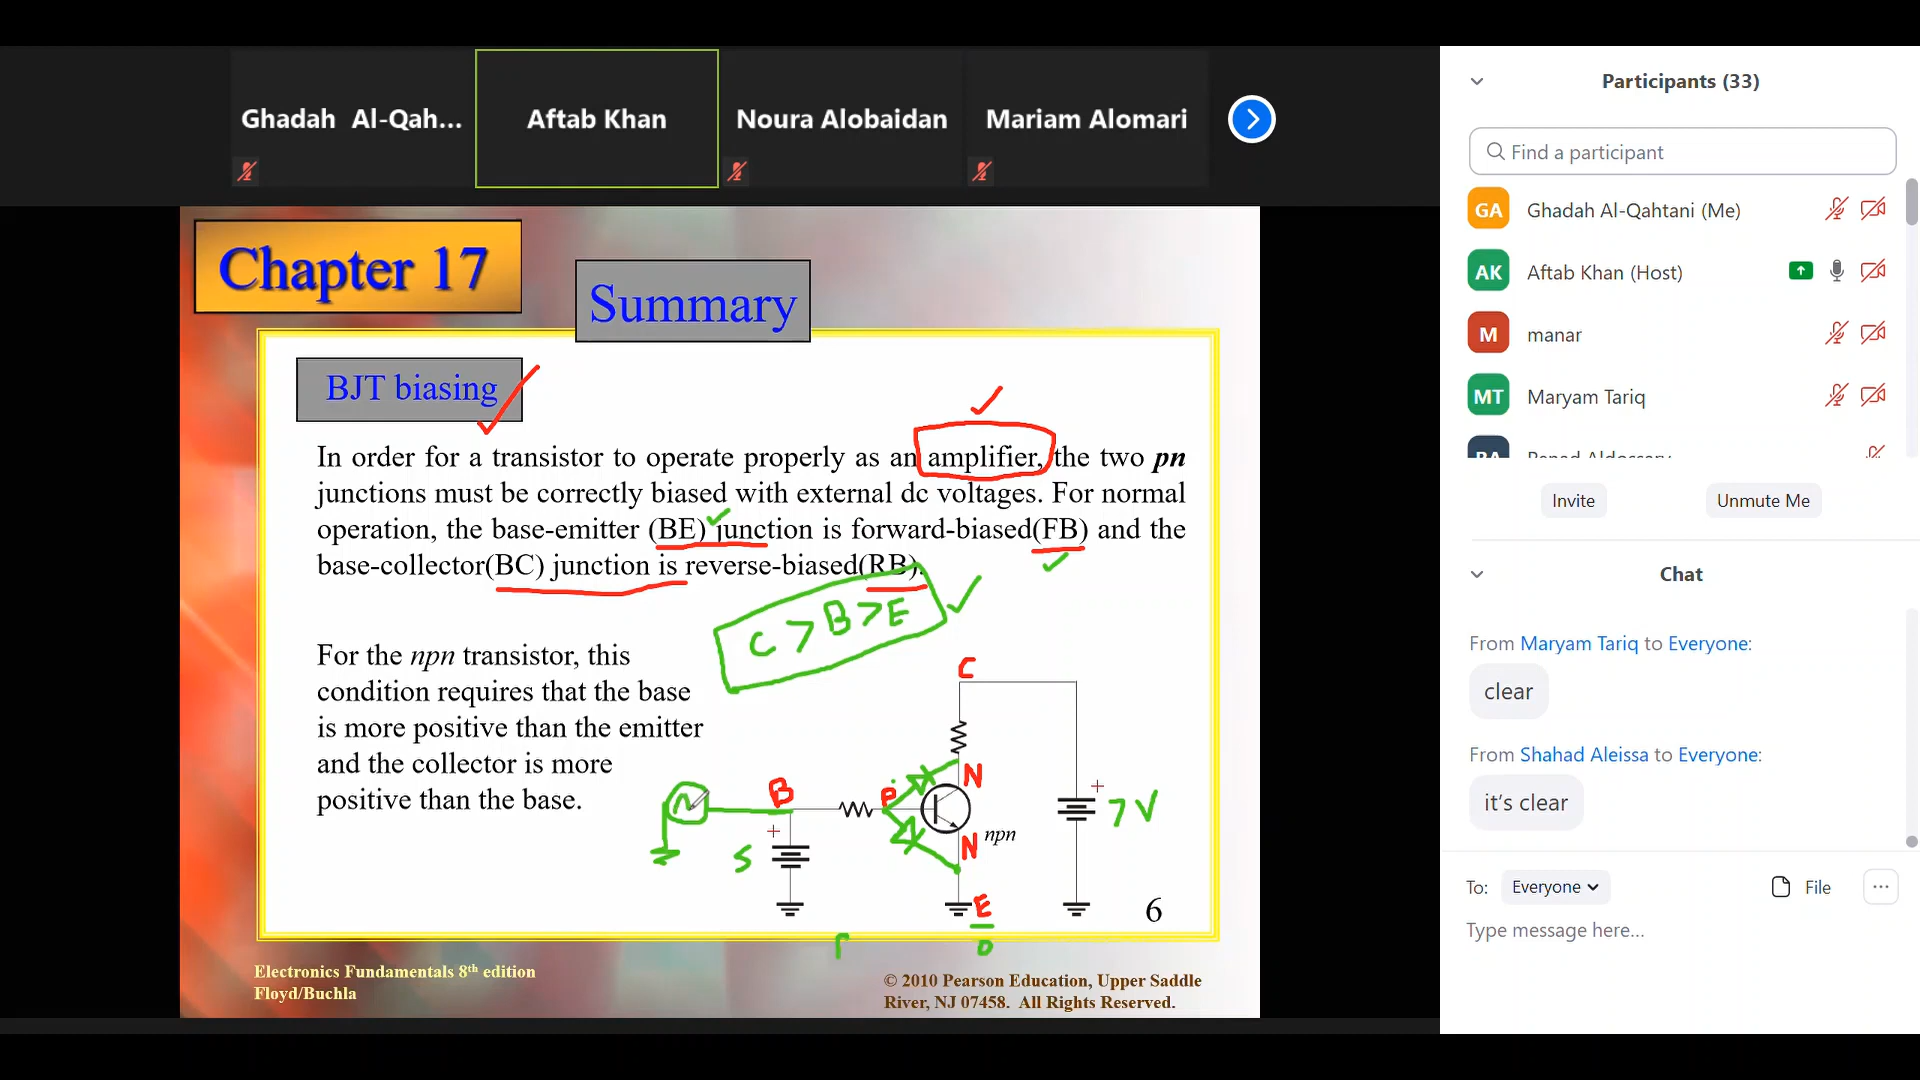 Ghadah Al-Qah...
Aftab Khan
Noura Alobaidan
Mariam Alomari
Chapter 17
Summary
BJT biasing
In order for a transistor to operate properly as an amplifier, the two pn
junctions must be correctly biased with external dc voltages. For normal
operation, the base-emitter (BE) junction is forward-biased(FB) and the
base-collector(BC) junction is reverse-biased(RB).
C > B > E
For the npn transistor, this
condition requires that the base
is more positive than the emitter
and the collector is more
positive than the base.
C
N
B
P
+
+
7 V
5
N
npn
E
0
6
Electronics Fundamentals 8th edition
Floyd/Buchla
© 2010 Pearson Education, Upper Saddle
River, NJ 07458. All Rights Reserved.
Participants (33)
Find a participant
GA Ghadah Al-Qahtani (Me)
AK Aftab Khan (Host)
M manar
MT Maryam Tariq
Invite
Unmute Me
Chat
From Maryam Tariq to Everyone:
clear
From Shahad Aleissa to Everyone:
it's clear
To: Everyone
File
...
Type message here...